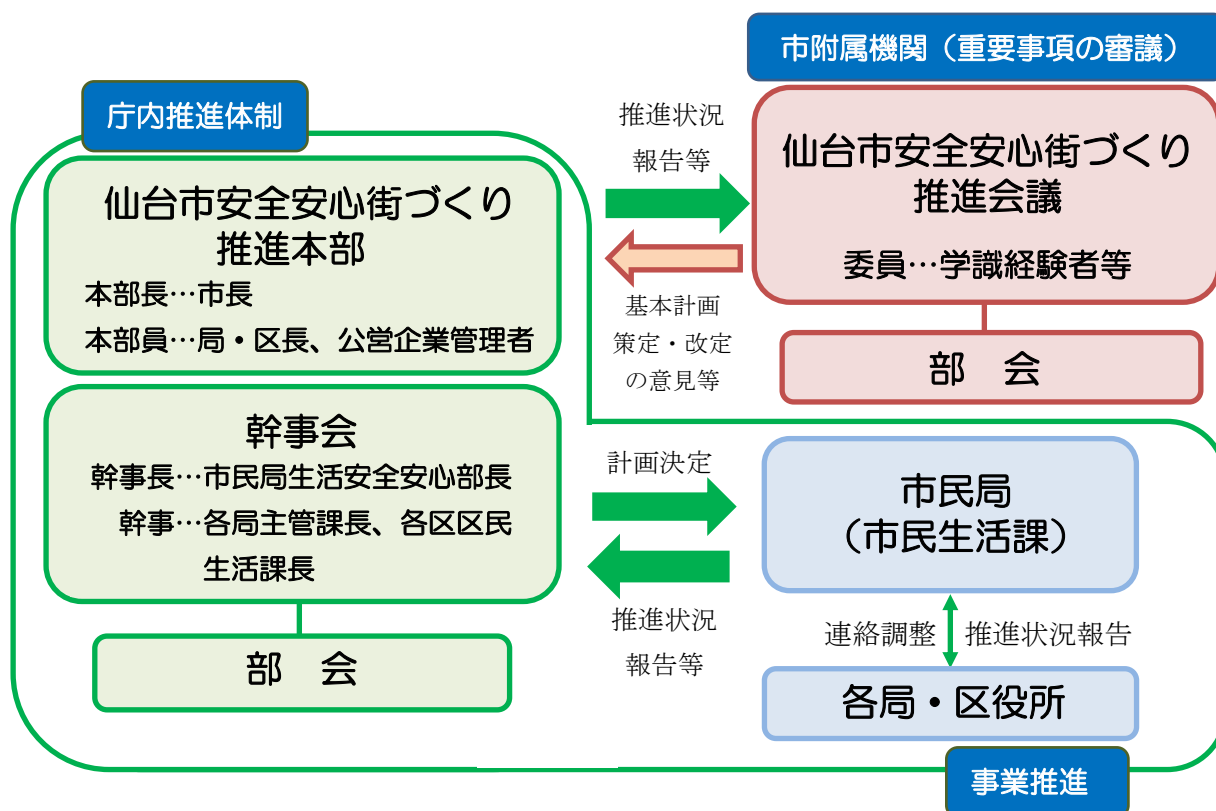 市附属機関（重要事項の審議）
仙台市安全安心街づくり
推進会議
委員…学識経験者等
部　会
庁内推進体制
仙台市安全安心街づくり
推進本部
本部長…市長
本部員…局・区長、公営企業管理者
推進状況
報告等
基本計画
策定・改定
の意見等
幹事会
幹事長…市民局生活安全安心部長
幹事…各局主管課長、各区区民
生活課長
部　会
計画決定
推進状況
報告等
市民局
（市民生活課）
連絡調整
推進状況報告
各局・区役所
事業推進